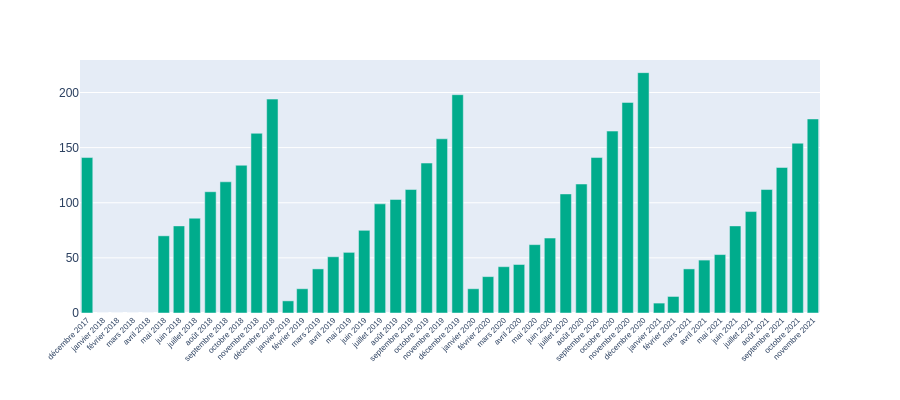 200
150
100
50
0
décembre 2017
janvier 2018
février 2018
mars 2018
avril 2018
mai 2018
juin 2018
juillet 2018
août 2018
septembre 2018
octobre 2018
novembre 2018
décembre 2018
janvier 2019
février 2019
mars 2019
avril 2019
mai 2019
juin 2019
juillet 2019
août 2019
septembre 2019
octobre 2019
novembre 2019
décembre 2019
janvier 2020
février 2020
mars 2020
avril 2020
mai 2020
juin 2020
juillet 2020
août 2020
septembre 2020
octobre 2020
novembre 2020
décembre 2020
janvier 2021
février 2021
mars 2021
avril 2021
mai 2021
juin 2021
juillet 2021
août 2021
septembre 2021
octobre 2021
novembre 2021